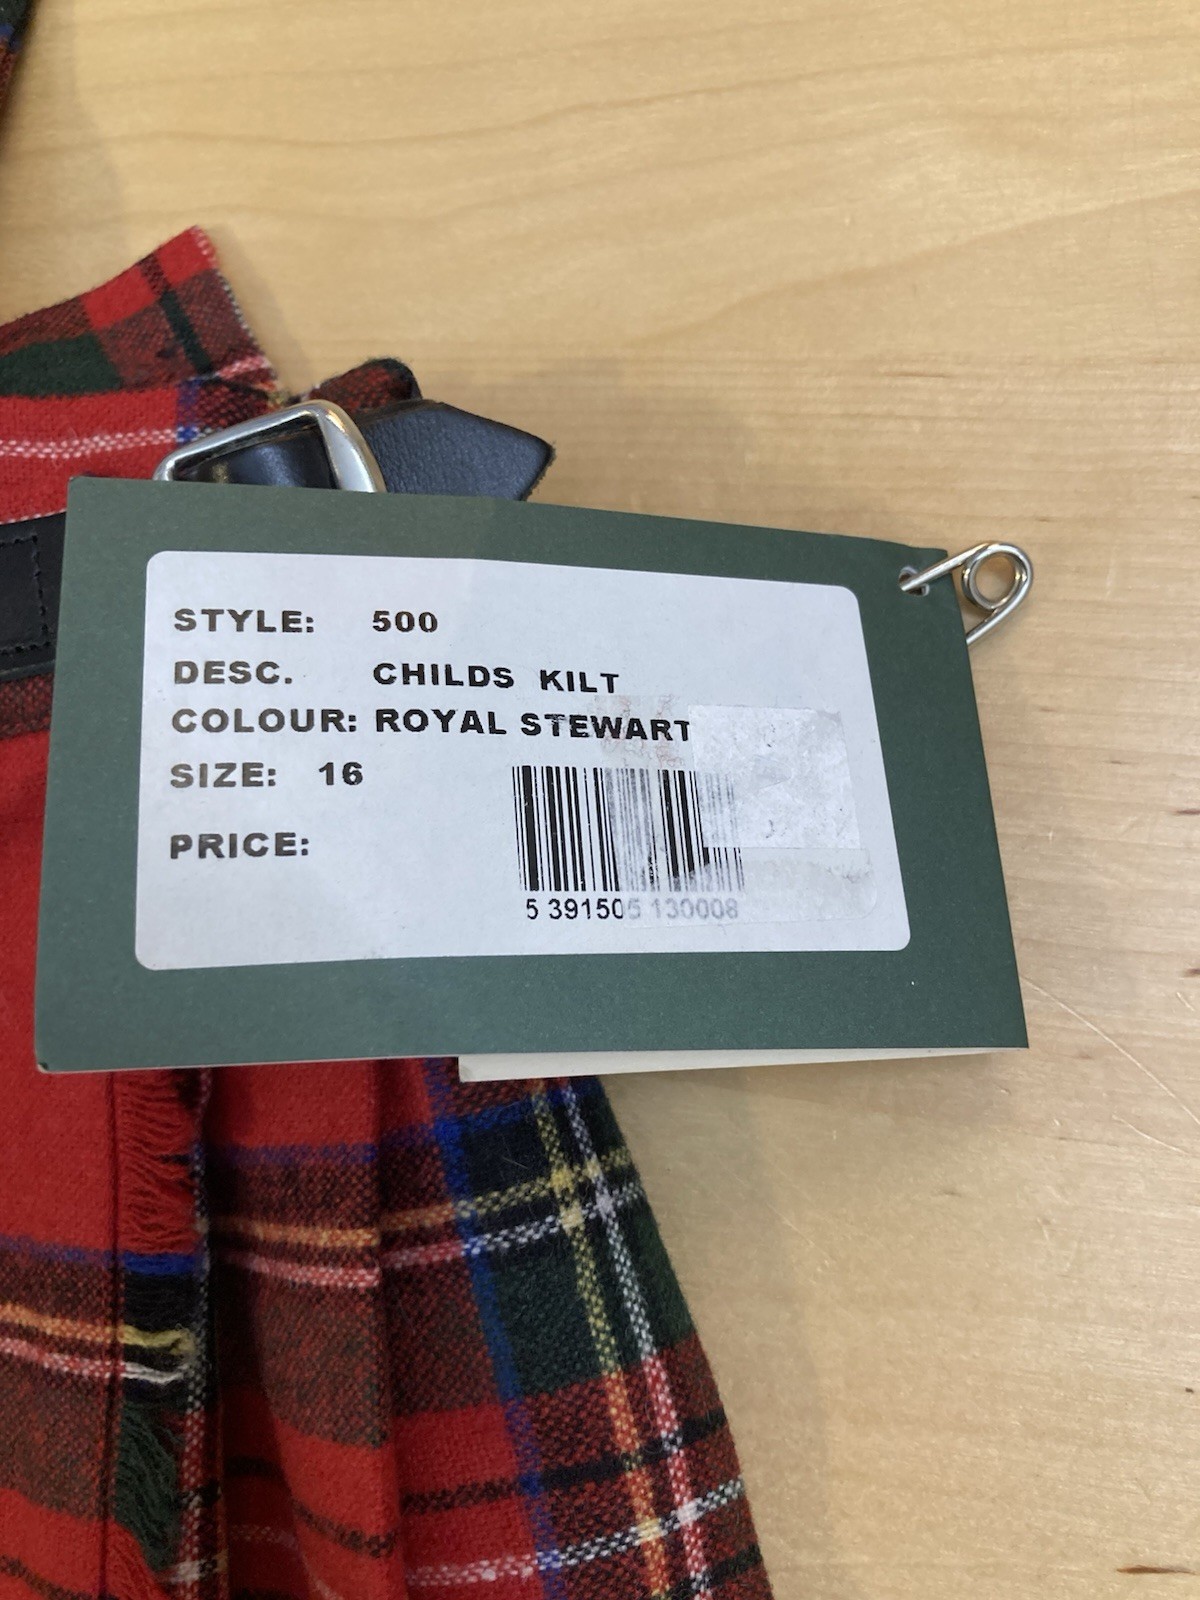 STYLE: 500
DESC. CHILDS KILT
COLOUR: ROYAL STEWART
SIZE: 16
PRICE:
5 391505 130008